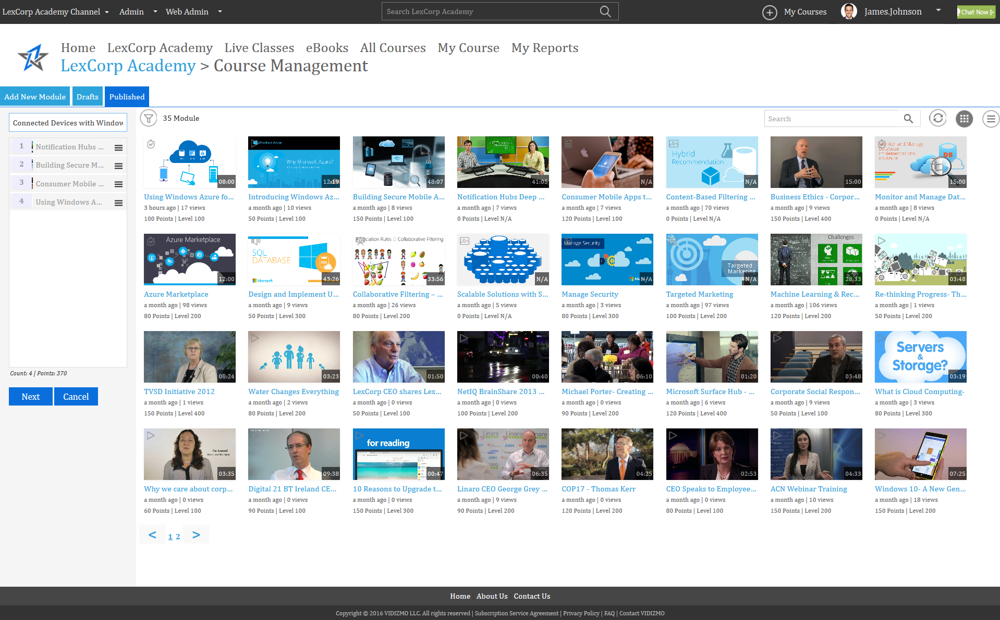 LexCorp Academy Channel Admin Web Admin Search LexCorp Academy My Courses James.Johnson Chat Now
Home LexCorp Academy Live Classes eBooks All Courses My Course My Reports
LexCorp Academy > Course Management
Add New Module Drafts Published
Connected Devices with Window
1 Notification Hubs ...
2 Building Secure M...
3 Consumer Mobile ...
4 Using Windows A...
Count: 4 | Points: 370
Next Cancel
35 Module
Search
08:00
Windows Azure
Why Microsoft Azure?
12:19
48:07
41:05
N/A
Hybrid
Recommendation
N/A
15:00
Monitor and Manage
Database
Implementations
on Azure
DB
15:00
Using Windows Azure fo... Introducing Windows Az... Building Secure Mobile A... Notification Hubs Deep ... Consumer Mobile Apps t... Content-Based Filtering ... Business Ethics - Corpor... Monitor and Manage Dat...
3 hours ago | 17 views a month ago | 10 views a month ago | 8 views a month ago | 7 views a month ago | 7 views a month ago | 70 views a month ago | 9 views a month ago | 8 views
100 Points | Level 100 50 Points | Level 100 150 Points | Level 100 0 Points | Level N/A 120 Points | Level 100 0 Points | Level N/A 150 Points | Level 400 0 Points | Level N/A
Azure Marketplace
12:00
SQL
DATABASE
SQL
Microsoft
43:26
Association Rules Collaborative Filtering
33:56
N/A
Manage Security
N/A
Targeted
Marketing
N/A
Challenges
28:33
03:48
Azure Marketplace Design and Implement U... Collaborative Filtering – ... Scalable Solutions with S... Manage Security Targeted Marketing Machine Learning & Rec... Re-thinking Progress- Th...
a month ago | 98 views a month ago | 9 views a month ago | 26 views a month ago | 5 views a month ago | 3 views a month ago | 97 views a month ago | 106 views a month ago | 1 views
80 Points | Level 200 50 Points | Level 300 80 Points | Level 200 0 Points | Level N/A 80 Points | Level 300 100 Points | Level 200 120 Points | Level 200 50 Points | Level 200
08:24
03:23
01:50
00:40
06:10
01:20
03:48
Servers
&
Storage?
03:19
TVSD Initiative 2012 Water Changes Everything LexCorp CEO shares Lex... NetIQ BrainShare 2013 ... Michael Porter- Creating ... Microsoft Surface Hub - ... Corporate Social Respon... What is Cloud Computing-
a month ago | 1 views a month ago | 2 views a month ago | 0 views a month ago | 0 views a month ago | 0 views a month ago | 6 views a month ago | 9 views a month ago | 3 views
150 Points | Level 400 80 Points | Level 200 50 Points | Level 100 100 Points | Level 200 90 Points | Level 200 120 Points | Level 400 50 Points | Level 100 80 Points | Level 300
Pat Lywood
03:35
09:38
for reading
00:47
Linaro Linaro naro
ARM
ARM
ARM
Linaro
06:35
04:25
02:53
04:33
07:25
Why we care about corp... Digital 21 BT Ireland CE... 10 Reasons to Upgrade t... Linaro CEO George Grey ... COP17 - Thomas Kerr CEO Speaks to Employee... ACN Webinar Training Windows 10- A New Gen...
a month ago | 0 views a month ago | 0 views a month ago | 0 views a month ago | 9 views a month ago | 0 views a month ago | 0 views a month ago | 10 views a month ago | 18 views
60 Points | Level 100 90 Points | Level 100 150 Points | Level 300 90 Points | Level 200 120 Points | Level 200 80 Points | Level 100 150 Points | Level 200 150 Points | Level 200
< 1 2 >
Home About Us Contact Us
Copyright © 2016 VIDIZMO LLC. All rights reserved | Subscription Service Agreement | Privacy Policy | FAQ | Contact VIDIZMO